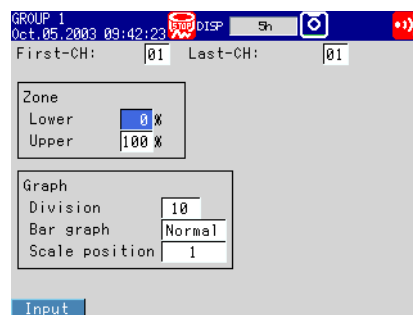 GROUP 1
Oct.05.2003 09:42:23 STOP DISP 5h
First-CH: 01 Last-CH: 01
Zone
Lower 0 %
Upper 100 %
Graph
Division 10
Bar graph Normal
Scale position 1
Input